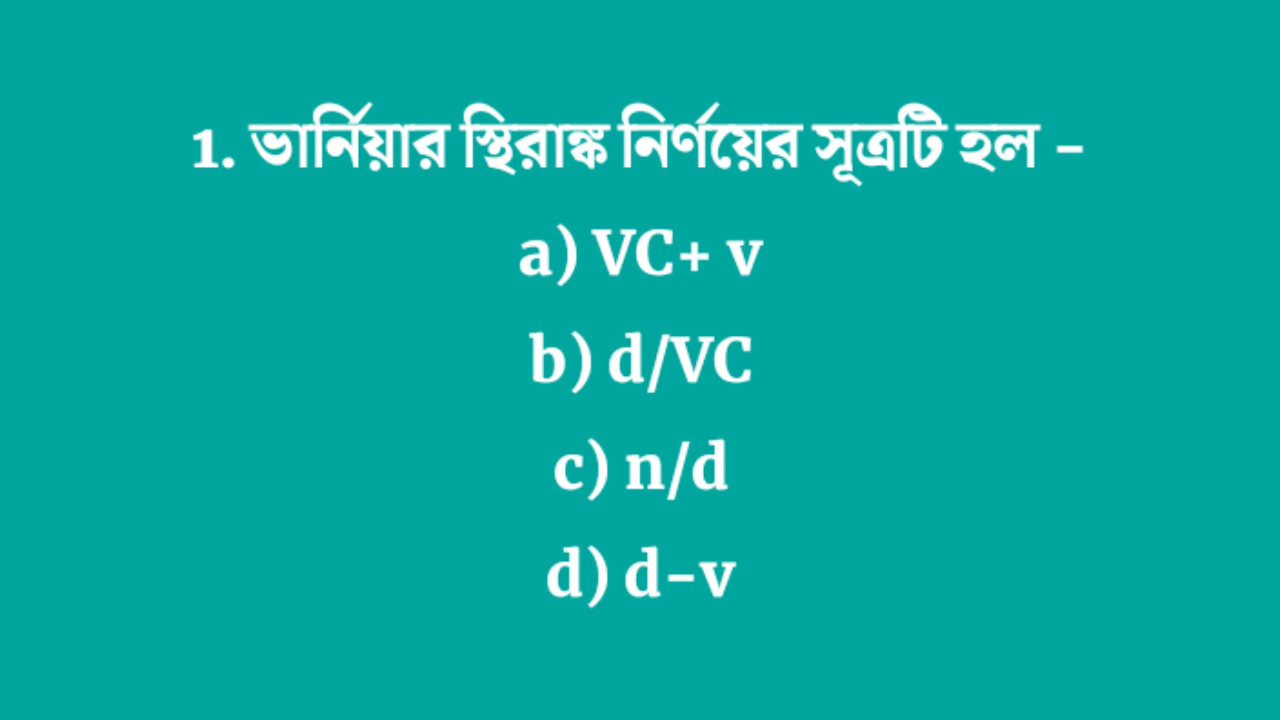 1. ভার্নিয়ার স্থিরাঙ্ক নির্ণয়ের সূত্রটি হল –
a) VC+ v
b) d/VC
c) n/d
d) d-v